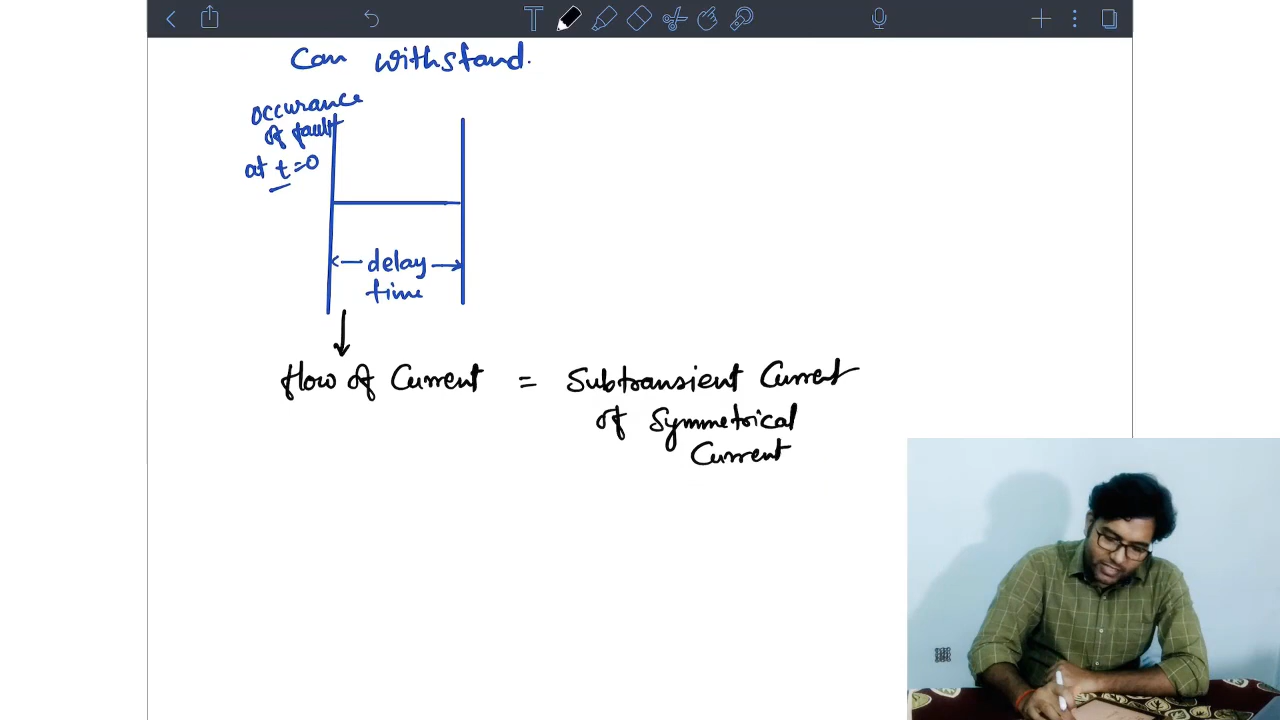 Can withstand.
occurance
of fault
at t=0
delay
time
flow of Current = Subtransient Current
of Symmetrical
Current